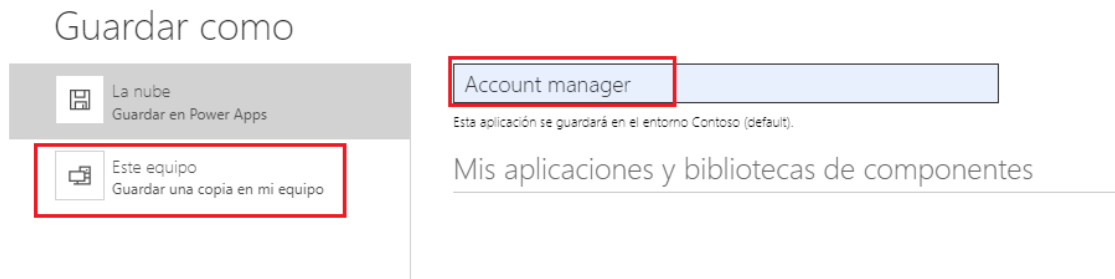 Guardar como
La nube
Guardar en Power Apps
Este equipo
Guardar una copia en mi equipo
Account manager
Esta aplicación se guardará en el entorno Contoso (default).
Mis aplicaciones y bibliotecas de componentes